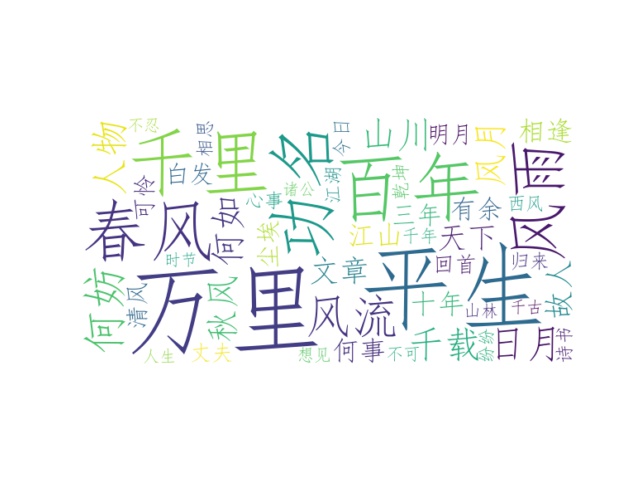 人物
不忍
千里
相思
白发
可怜
春风
何如
心事
尘埃
功名
诸公
江湖
今日
山川
明月
风月
相逢
百年
乾坤
三年
有余
西风
风雨
江山
千年
天下
文章
回首
归来
故人
何妨
清风
时节
秋风
万里
平生
风流
十年
山林
千古
人生
丈夫
想见
何事
不可
千载
纷纷
日月
诗书